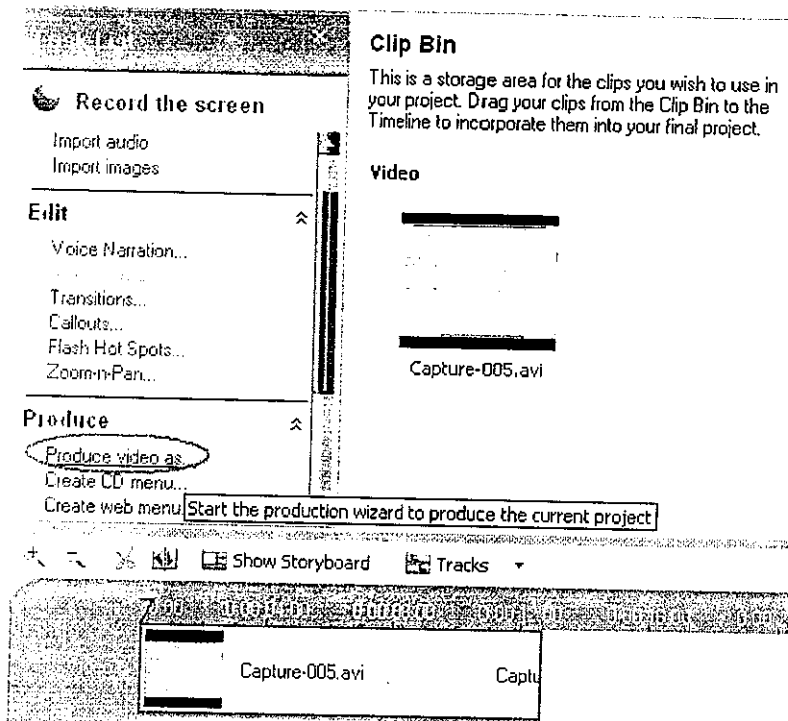 Record the screen
Import audio
Import images
Edit
Voice Narration...
Transitions...
Callouts...
Flash Hot Spots...
Zoom-n-Pan...
Produce
Produce video as
Create CD menu...
Create web menu
Start the production wizard to produce the current project
Clip Bin
This is a storage area for the clips you wish to use in
your project. Drag your clips from the Clip Bin to the
Timeline to incorporate them into your final project.
Video
Capture-005.avi
Show Storyboard
Tracks
Capture-005.avi
Captu